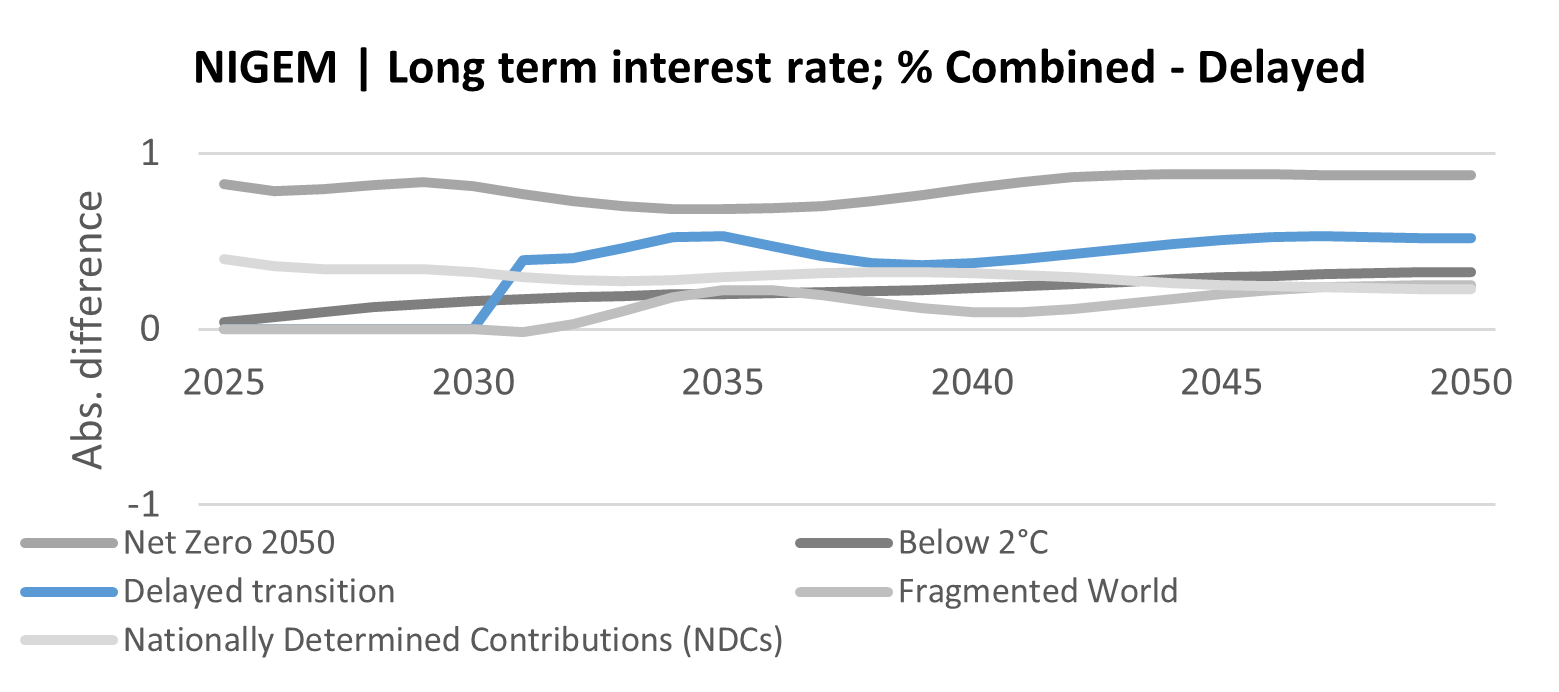 NIGEM | Long term interest rate; % Combined - Delayed
Abs. difference
1
0
-1
2025 2030 2035 2040 2045 2050
Net Zero 2050 Below 2°C
Delayed transition Fragmented World
Nationally Determined Contributions (NDCs)